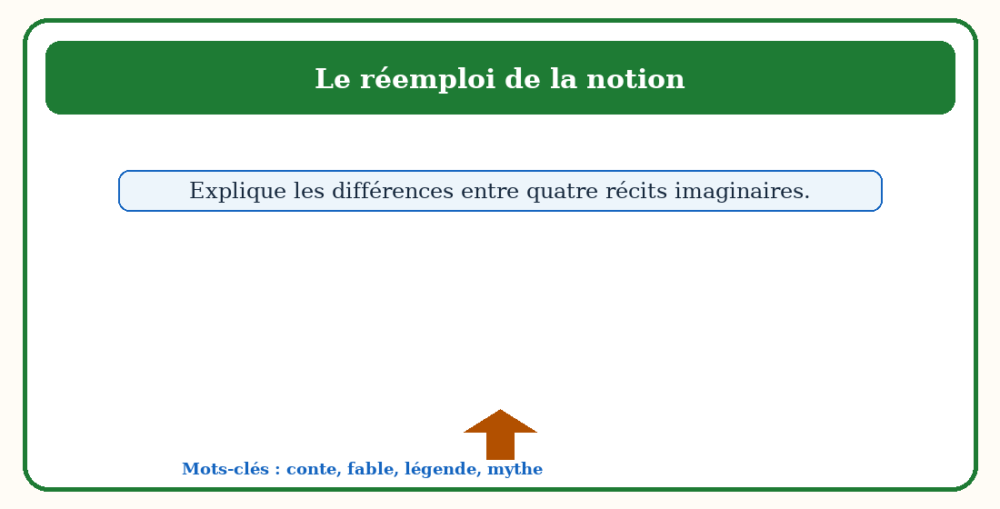 Le réemploi de la notion
Explique les différences entre quatre récits imaginaires.
Mots-clés : conte, fable, légende, mythe